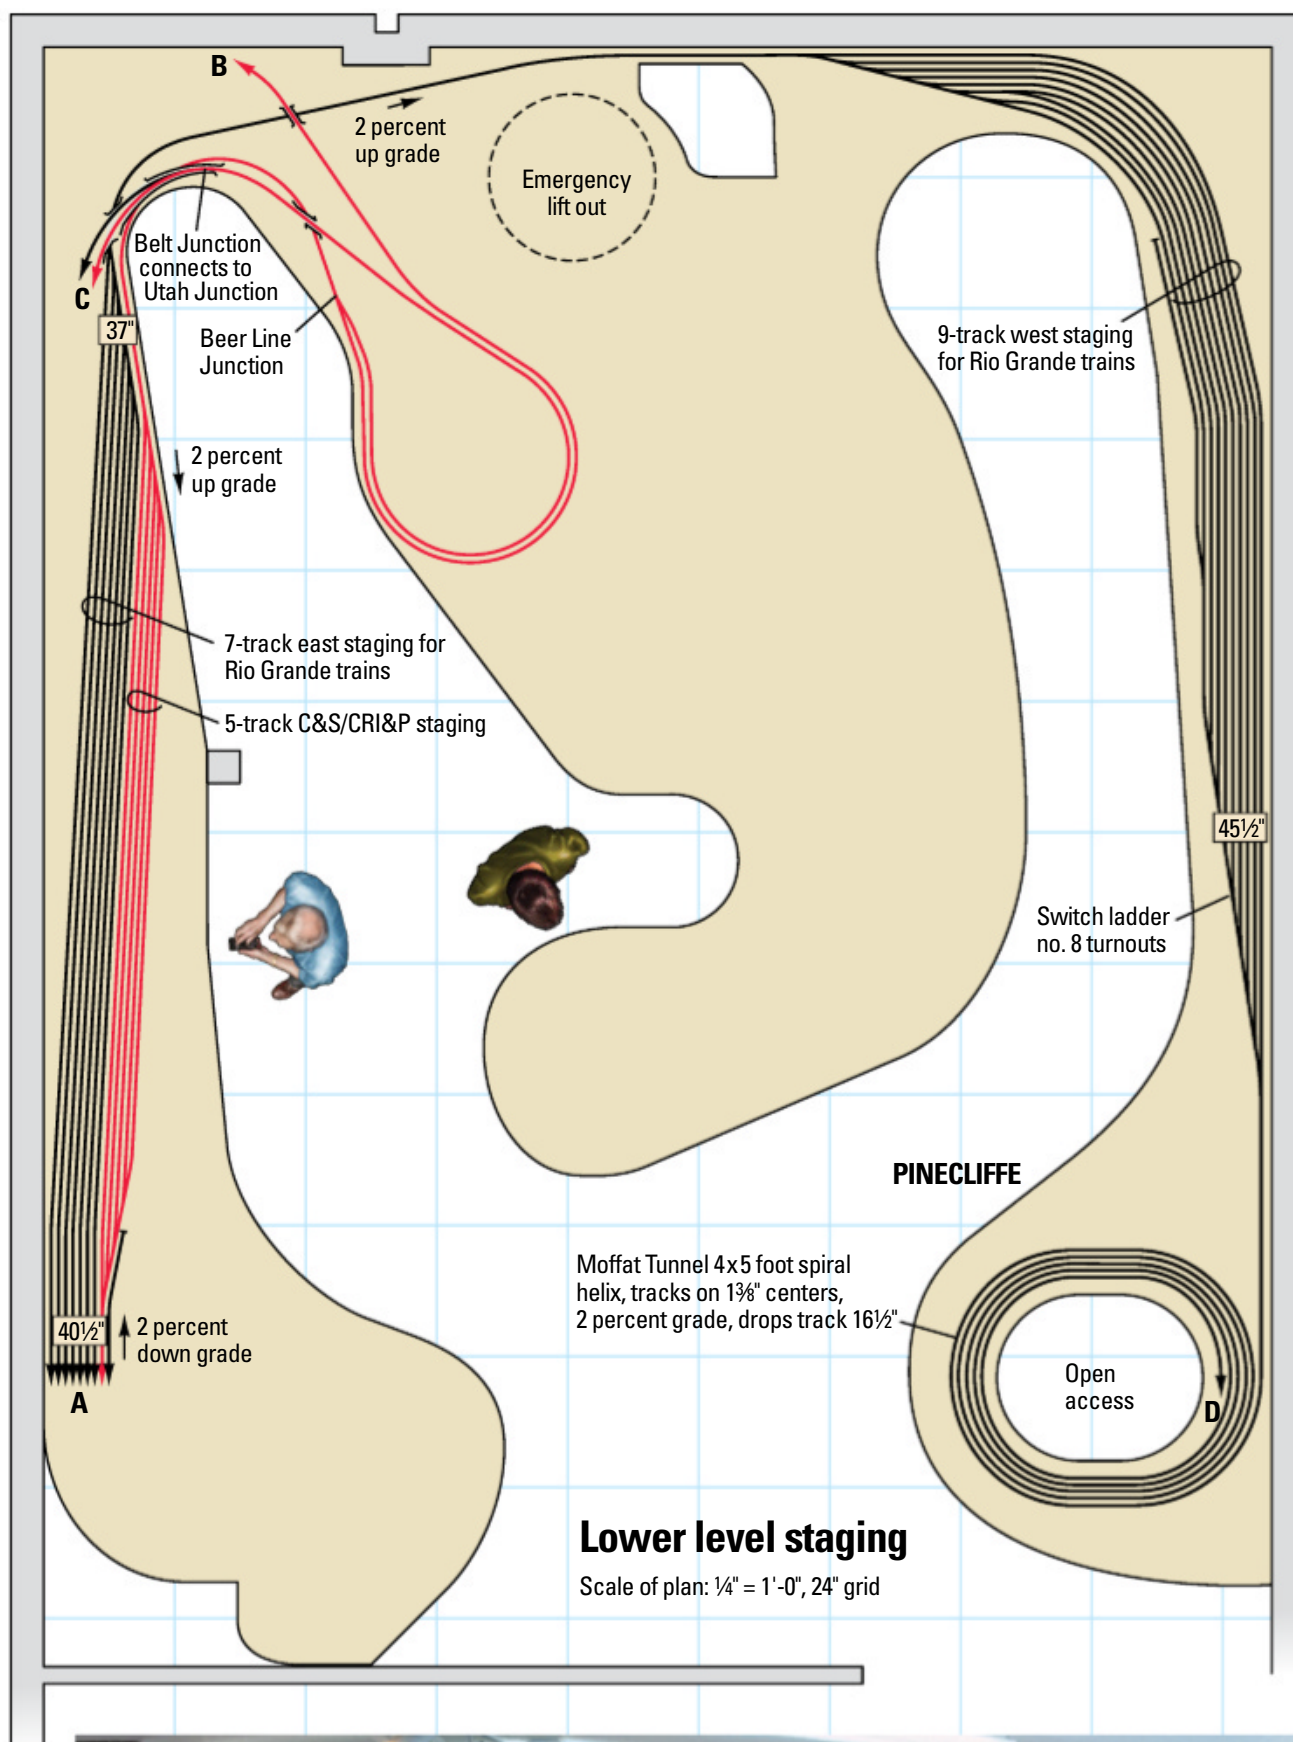 B
2 percent
up grade
Emergency
lift out
Belt Junction
connects to
Utah Junction
C
37"
Beer Line
Junction
9-track west staging
for Rio Grande trains
2 percent
up grade
7-track east staging for
Rio Grande trains
5-track C&S/CRI&P staging
45½"
Switch ladder
no. 8 turnouts
PINECLIFFE
Moffat Tunnel 4x5 foot spiral
helix, tracks on 1⅜" centers,
2 percent grade, drops track 16½"
40½"
2 percent
down grade
A
Open
access
D
Lower level staging
Scale of plan: ¼" = 1'-0", 24" grid